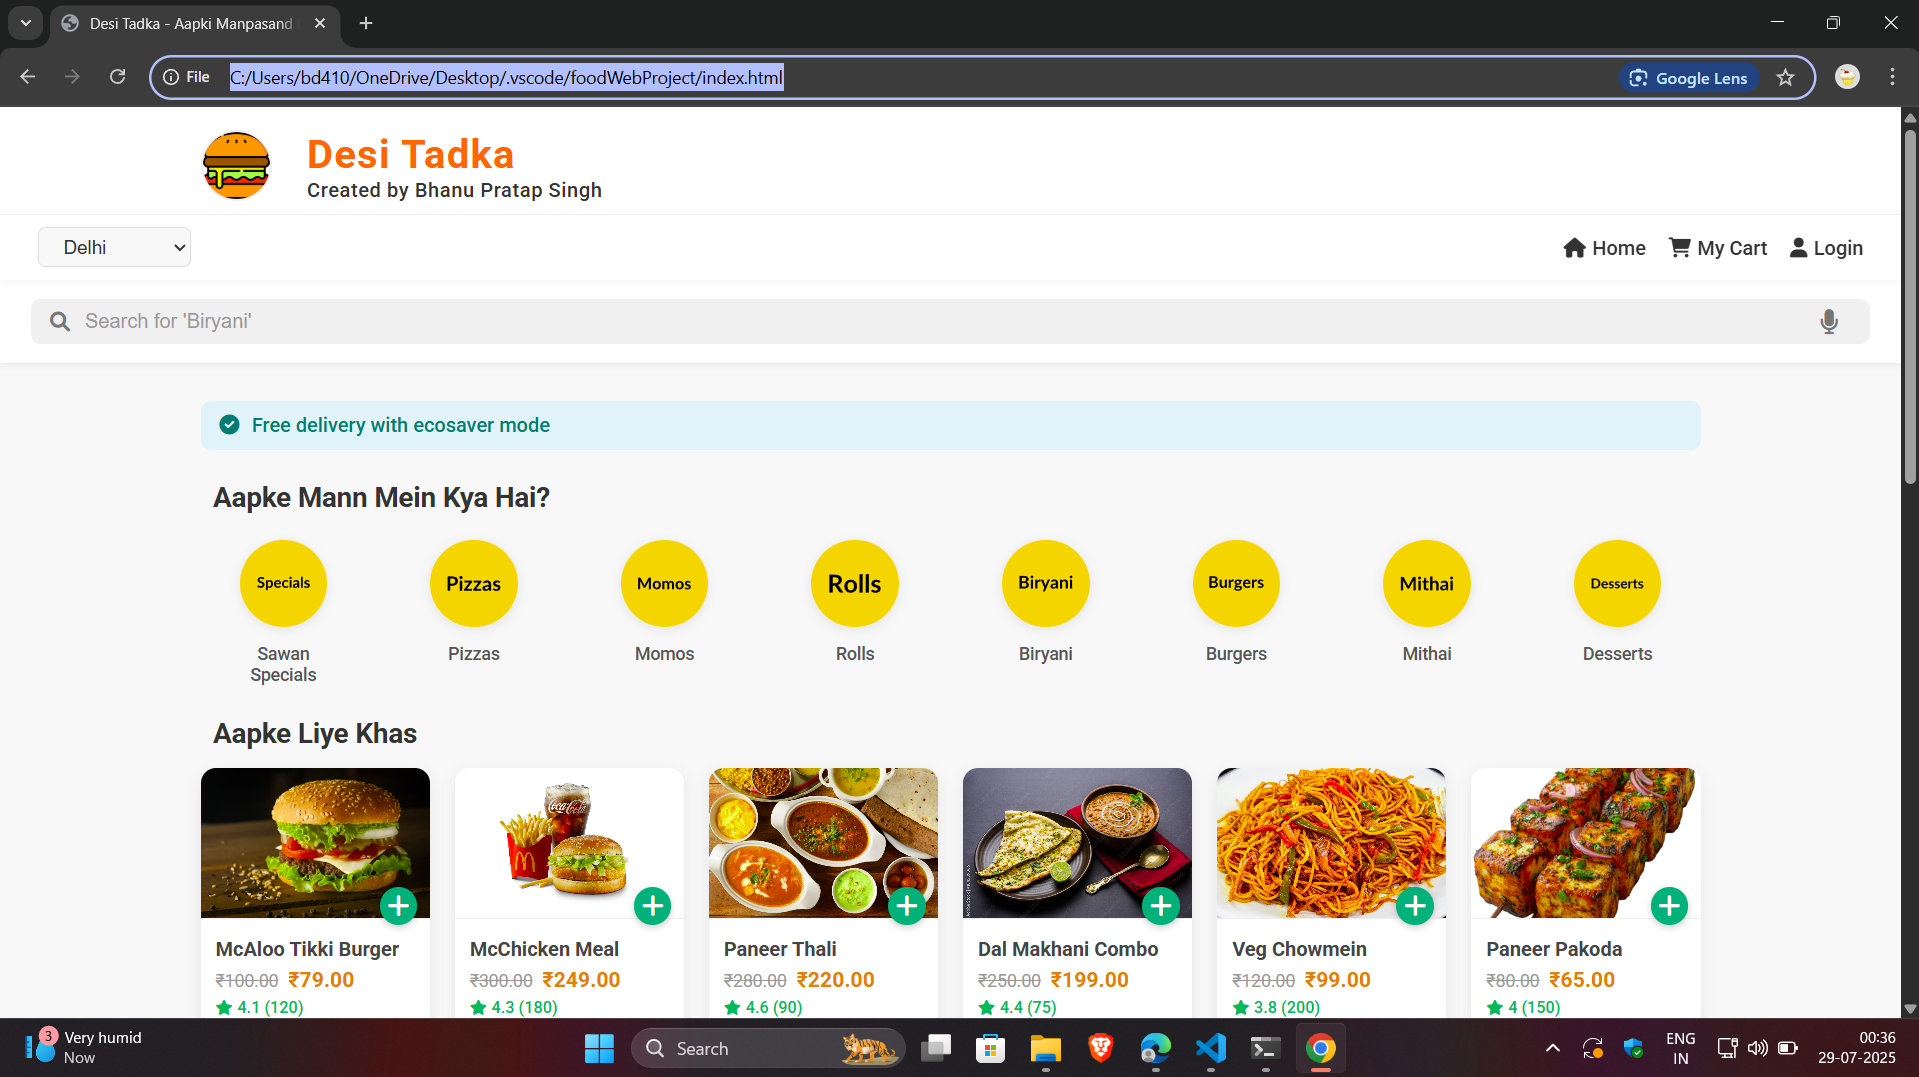 Desi Tadka - Aapki Manpasand
File
C:/Users/bd410/OneDrive/Desktop/.vscode/foodWebProject/index.html
Google Lens
Desi Tadka
Created by Bhanu Pratap Singh
Delhi
Home
My Cart
Login
Search for 'Biryani'
Free delivery with ecosaver mode
Aapke Mann Mein Kya Hai?
Specials
Pizzas
Momos
Rolls
Biryani
Burgers
Mithai
Desserts
Sawan
Specials
Pizzas
Momos
Rolls
Biryani
Burgers
Mithai
Desserts
Aapke Liye Khas
Coca-Cola
McAloo Tikki Burger
₹100.00 ₹79.00
4.1 (120)
McChicken Meal
₹300.00 ₹249.00
4.3 (180)
Paneer Thali
₹280.00 ₹220.00
4.6 (90)
Dal Makhani Combo
₹250.00 ₹199.00
4.4 (75)
Veg Chowmein
₹120.00 ₹99.00
3.8 (200)
Paneer Pakoda
₹80.00 ₹65.00
4 (150)
3
Very humid
Now
Search
ENG
IN
00:36
29-07-2025